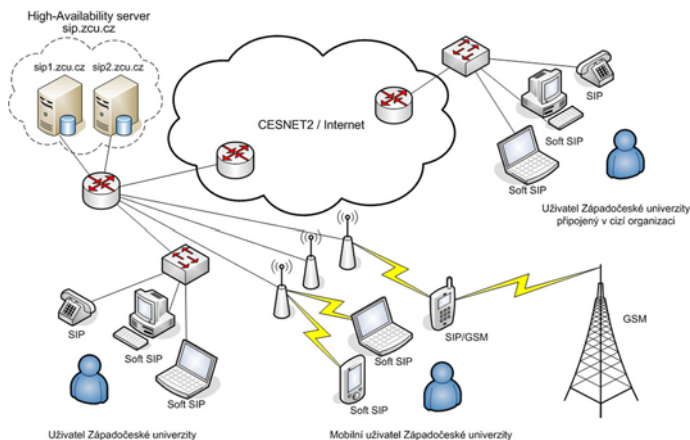 High-Availability server
sip.zcu.cz
sip1.zcu.cz
sip2.zcu.cz
CESNET2 / Internet
SIP
Soft SIP
Soft SIP
Uživatel Západočeské univerzity
připojený v cizí organizaci
SIP
Soft SIP
Soft SIP
Soft SIP
SIP/GSM
GSM
Soft SIP
Uživatel Západočeské univerzity
Mobilní uživatel Západočeské univerzity